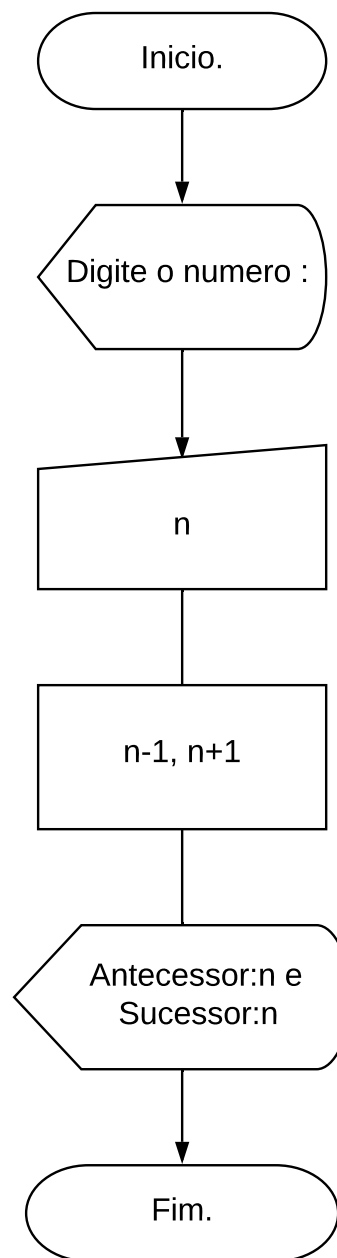 Inicio.
Digite o numero :
n
n-1, n+1
Antecessor:n e
Sucessor:n
Fim.